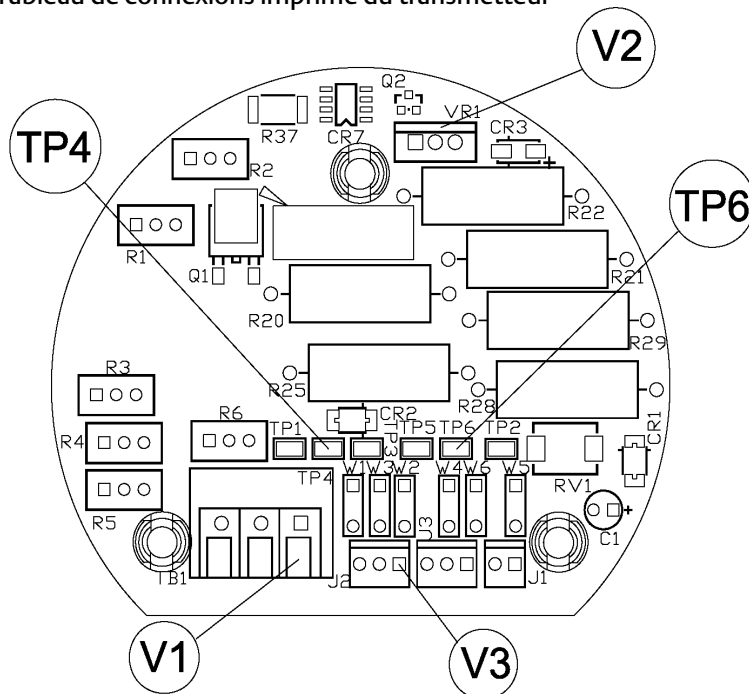 Tableau de connexions imprimé du transmetteur
V2
Q2
VR1
R37
CR7
CR3
+
TP4
R2
TP6
R22
R1
Q1
R21
R20
R29
R3
R25
R28
CR2
R6
TP1
TP3
TP5
TP6
TP2
CR1
R4
TP4
W1
W3
W2
W4
W6
W5
RV1
R5
J3
+
C1
TB1
J2
J1
V1
V3